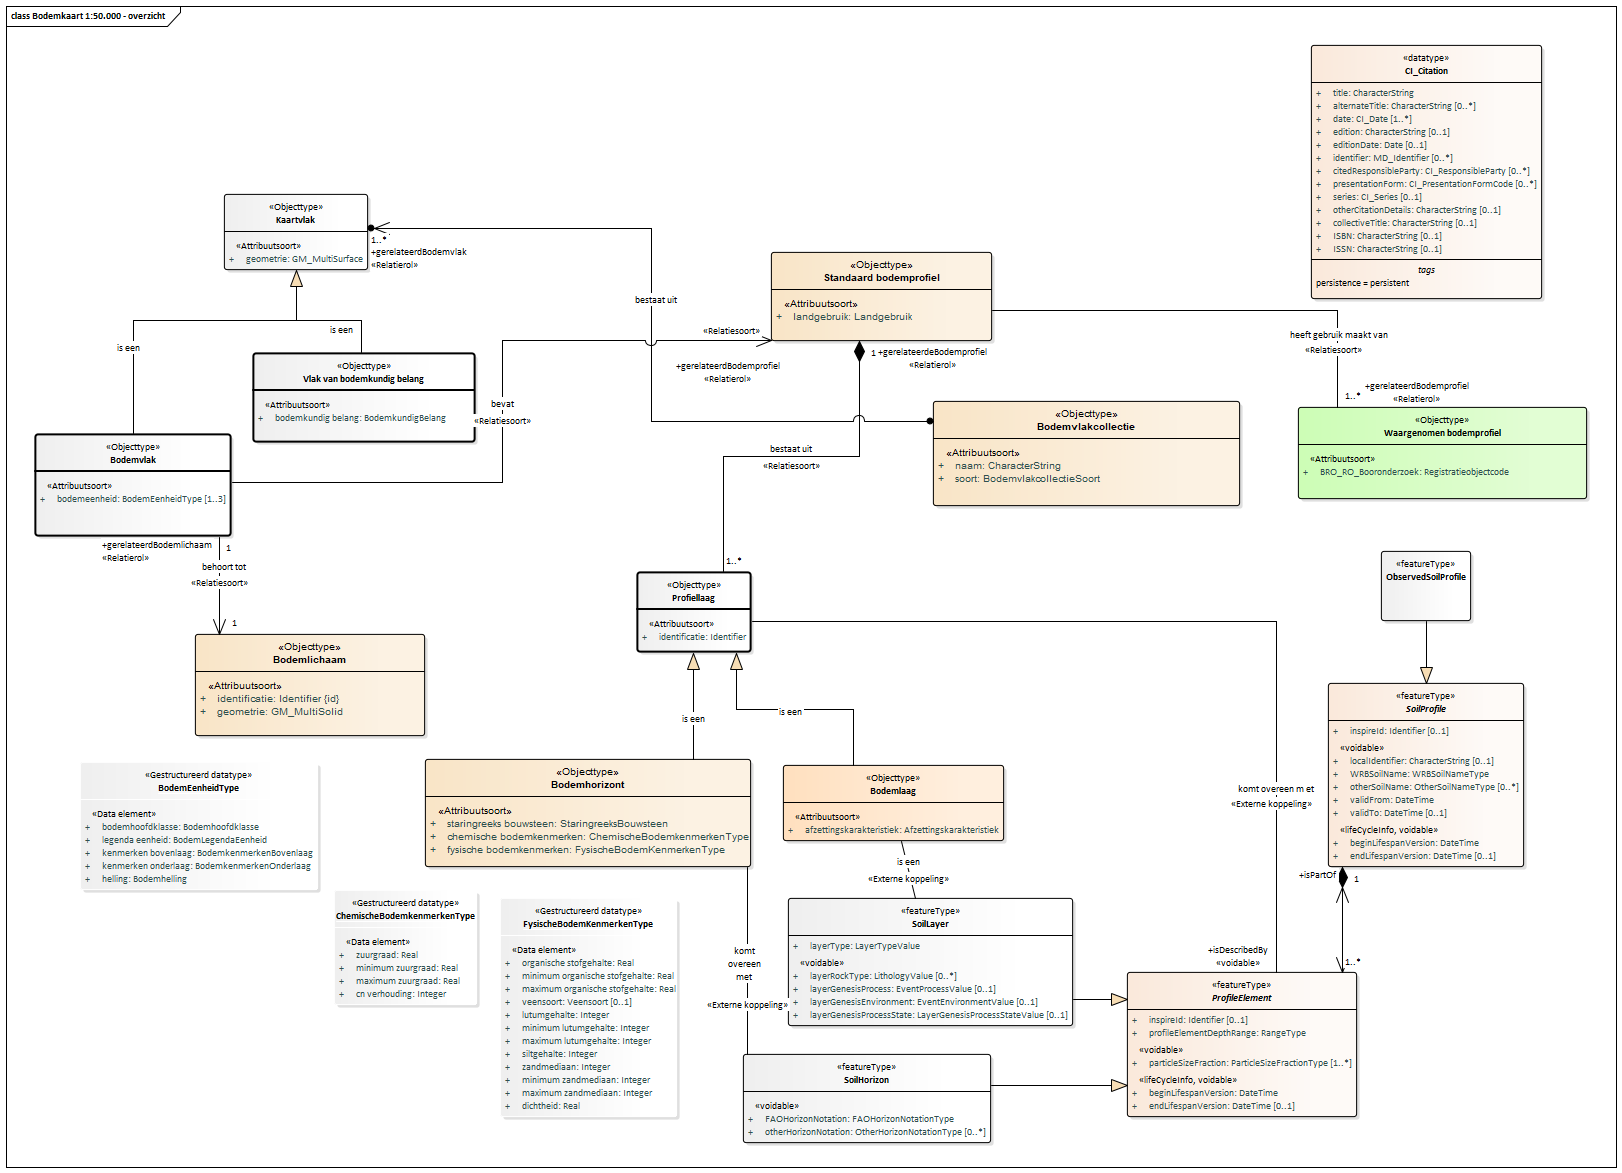 class Bodemkaart 1:50.000 - overzicht
«datatype»
CI_Citation
+ title: CharacterString
+ alternateTitle: CharacterString [0..*]
+ date: CI_Date [1..*]
+ edition: CharacterString [0..1]
+ editionDate: Date [0..1]
+ identifier: MD_Identifier [0..*]
+ citedResponsibleParty: CI_ResponsibleParty [0..*]
+ presentationForm: CI_PresentationFormCode [0..*]
+ series: CI_Series [0..1]
+ otherCitationDetails: CharacterString [0..1]
+ collectiveTitle: CharacterString [0..1]
+ ISBN: CharacterString [0..1]
+ ISSN: CharacterString [0..1]
tags
persistence = persistent
«Objecttype»
Kaartvlak
«Attribuutsoort»
+ geometrie: GM_MultiSurface
1..*
+gerelateerdBodemvlak
«Relatierol»
bestaat uit
«Objecttype»
Standaard bodemprofiel
«Attribuutsoort»
+ landgebruik: Landgebruik
is een
is een
«Relatiesoort»
+gerelateerdBodemprofiel
«Relatierol»
1 +gerelateerdeBodemprofiel
«Relatierol»
heeft gebruik maakt van
«Relatiesoort»
+gerelateerdBodemprofiel
1..* «Relatierol»
«Objecttype»
Vlak van bodemkundig belang
«Attribuutsoort»
+ bodemkundig belang: BodemkundigBelang
bevat
«Relatiesoort»
«Objecttype»
Bodemvlakcollectie
«Attribuutsoort»
+ naam: CharacterString
+ soort: BodemvlakcollectieSoort
«Objecttype»
Waargenomen bodemprofiel
«Attribuutsoort»
+ BRO_RO_Booronderzoek: Registratieobjectcode
«Objecttype»
Bodemvlak
«Attribuutsoort»
+ bodemeenheid: BodemEenheidType [1..3]
bestaat uit
«Relatiesoort»
+gerelateerdBodemlichaam
«Relatierol»
1
behoort tot
«Relatiesoort»
1
1..*
«Objecttype»
Profiellaag
«Attribuutsoort»
+ identificatie: Identifier
«featureType»
ObservedSoilProfile
«Objecttype»
Bodemlichaam
«Attribuutsoort»
+ identificatie: Identifier {id}
+ geometrie: GM_MultiSolid
is een
is een
«featureType»
SoilProfile
+ inspireId: Identifier [0..1]
«voidable»
+ localIdentifier: CharacterString [0..1]
+ WRBSoilName: WRBSoilNameType
+ otherSoilName: OtherSoilNameType [0..*]
+ validFrom: DateTime
+ validTo: DateTime [0..1]
«lifeCycleInfo, voidable»
+ beginLifespanVersion: DateTime
+ endLifespanVersion: DateTime [0..1]
«Gestructureerd datatype»
BodemEenheidType
«Data element»
+ bodemhoofdklasse: Bodemhoofdklasse
+ legenda eenheid: BodemLegendaEenheid
+ kenmerken bovenlaag: BodemkenmerkenBovenlaag
+ kenmerken onderlaag: BodemkenmerkenOnderlaag
+ helling: Bodemhelling
«Objecttype»
Bodemhorizont
«Attribuutsoort»
+ staringreeks bouwsteen: StaringreeksBouwsteen
+ chemische bodemkenmerken: ChemischeBodemkenmerkenType
+ fysische bodemkenmerken: FysischeBodemKenmerkenType
«Objecttype»
Bodemlaag
«Attribuutsoort»
+ afzettingskarakteristiek: Afzettingskarakteristiek
komt overeen m et
«Externe koppeling»
is een
«Externe koppeling»
+isPartOf 1
«Gestructureerd datatype»
ChemischeBodemkenmerkenType
«Data element»
+ zuurgraad: Real
+ minimum zuurgraad: Real
+ maximum zuurgraad: Real
+ cn verhouding: Integer
«Gestructureerd datatype»
FysischeBodemKenmerkenType
«Data element»
+ organische stofgehalte: Real
+ minimum organische stofgehalte: Real
+ maximum organische stofgehalte: Real
+ veensoort: Veensoort [0..1]
+ lutumgehalte: Integer
+ minimum lutumgehalte: Integer
+ maximum lutumgehalte: Integer
+ siltgehalte: Integer
+ zandmediaan: Integer
+ minimum zandmediaan: Integer
+ maximum zandmediaan: Integer
+ dichtheid: Real
komt
overeen
met
«Externe koppeling»
«featureType»
SoilLayer
+ layerType: LayerTypeValue
«voidable»
+ layerRockType: LithologyValue [0..*]
+ layerGenesisProcess: EventProcessValue [0..1]
+ layerGenesisEnvironment: EventEnvironmentValue [0..1]
+ layerGenesisProcessState: LayerGenesisProcessStateValue [0..1]
+isDescribedBy
«voidable»
1..*
«featureType»
ProfileElement
+ inspireId: Identifier [0..1]
+ profileElementDepthRange: RangeType
«voidable»
+ particleSizeFraction: ParticleSizeFractionType [1..*]
«lifeCycleInfo, voidable»
+ beginLifespanVersion: DateTime
+ endLifespanVersion: DateTime [0..1]
«featureType»
SoilHorizon
«voidable»
+ FAOHorizonNotation: FAOHorizonNotationType
+ otherHorizonNotation: OtherHorizonNotationType [0..*]